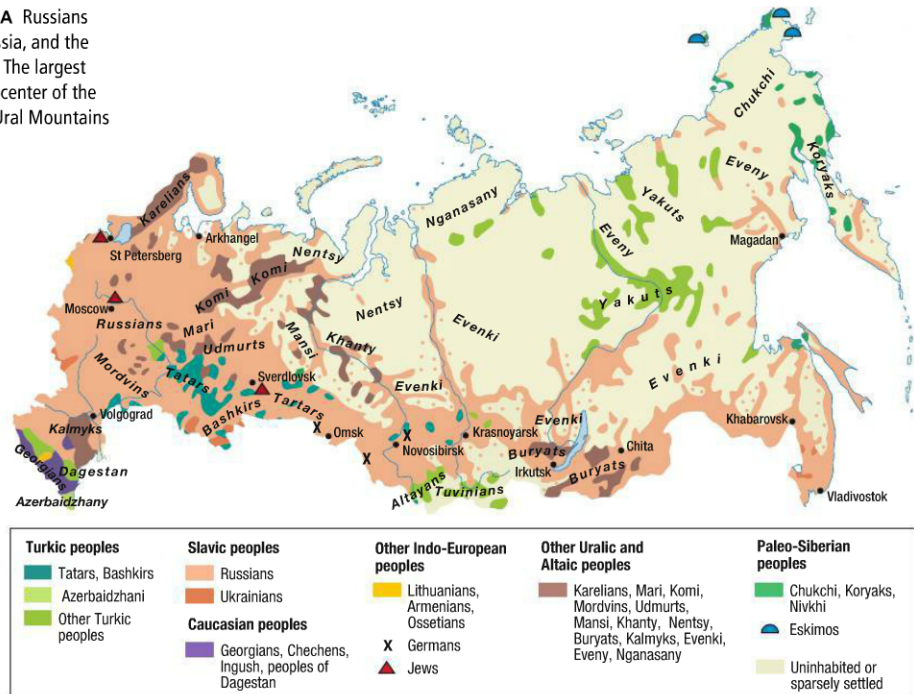 A Russians
ssia, and the
The largest
center of the
Ural Mountains
Chukchi
Koryaks
Eveny
Yakuts
Nganasany
Karelians
Eveny
Magadan
Arkhangel
Nentsy
St Petersberg
Komi
Komi
Yakuts
Nentsy
Moscow
Russians
Mari
Evenki
Udmurts
Mansi
Khanty
Evenki
Mordvins
Tatars
Sverdlovsk
Evenki
Bashkirs
Tartars
Volgograd
Evenki
Khabarovsk
Kalmyks
X
Omsk
X
Novosibirsk
Krasnoyarsk
Chita
Buryats
Georgians
Dagestan
X
Irkutsk
Buryats
Altayans
Tuvinians
Vladivostok
Azerbaidzhany
Turkic peoples
Tatars, Bashkirs
Azerbaidzhani
Other Turkic
peoples
Slavic peoples
Russians
Ukrainians
Caucasian peoples
Georgians, Chechens,
Ingush, peoples of
Dagestan
Other Indo-European
peoples
Lithuanians,
Armenians,
Ossetians
X Germans
Jews
Other Uralic and
Altaic peoples
Karelians, Mari, Komi,
Mordvins, Udmurts,
Mansi, Khanty, Nentsy,
Buryats, Kalmyks, Evenki,
Eveny, Nganasany
Paleo-Siberian
peoples
Chukchi, Koryaks,
Nivkhi
Eskimos
Uninhabited or
sparsely settled